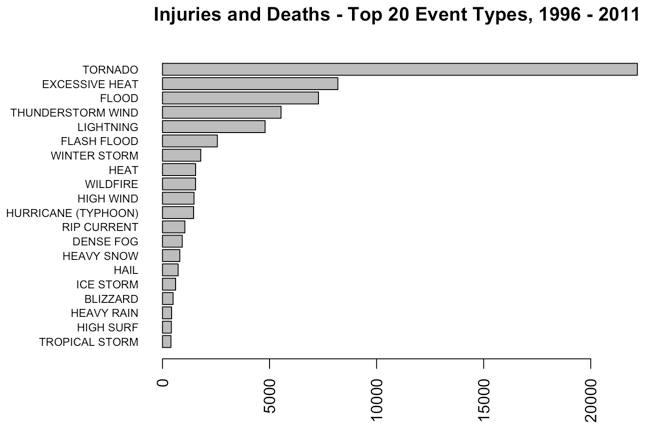 Injuries and Deaths - Top 20 Event Types, 1996 - 2011
TORNADO
EXCESSIVE HEAT
FLOOD
THUNDERSTORM WIND
LIGHTNING
FLASH FLOOD
WINTER STORM
HEAT
WILDFIRE
HIGH WIND
HURRICANE (TYPHOON)
RIP CURRENT
DENSE FOG
HEAVY SNOW
HAIL
ICE STORM
BLIZZARD
HEAVY RAIN
HIGH SURF
TROPICAL STORM
0
5000
10000
15000
20000